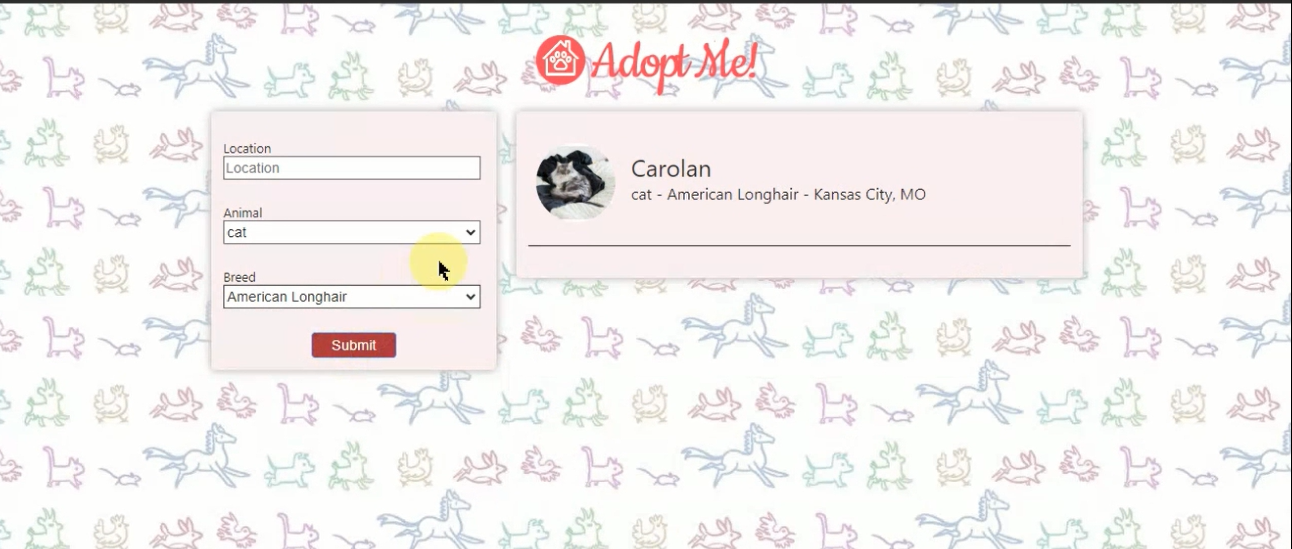 Adopt Me!
Location
Location
Animal
cat
Breed
American Longhair
Submit
Carolan
cat - American Longhair - Kansas City, MO